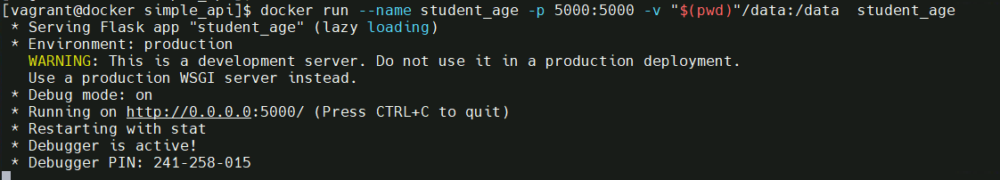 [vagrant@docker simple_api]$ docker run --name student_age -p 5000:5000 -v "$(pwd)"/data:/data  student_age
 * Serving Flask app "student_age" (lazy loading)
 * Environment: production
   WARNING: This is a development server. Do not use it in a production deployment.
   Use a production WSGI server instead.
 * Debug mode: on
 * Running on http://0.0.0.0:5000/ (Press CTRL+C to quit)
 * Restarting with stat
 * Debugger is active!
 * Debugger PIN: 241-258-015